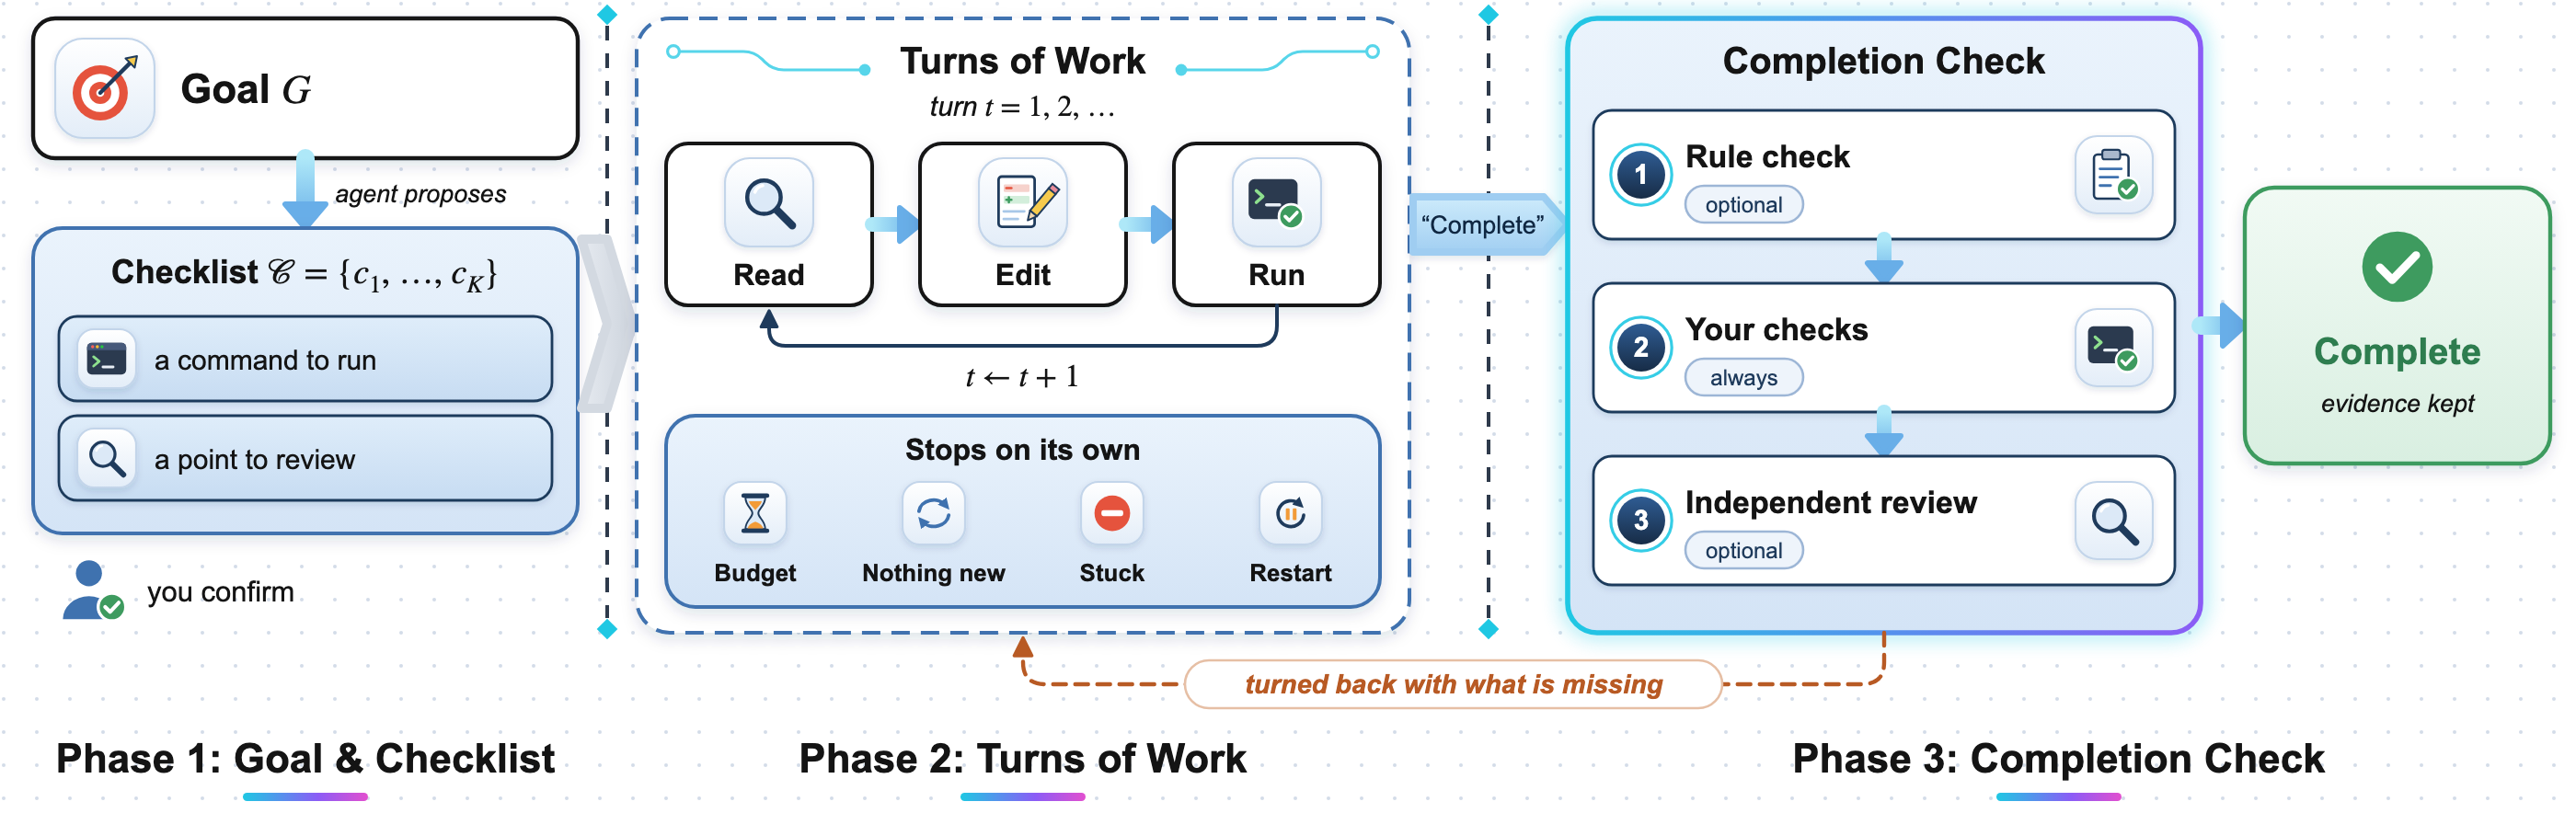 Goal G
agent proposes
Checklist 𝒞 = {c₁, …, c_K}
a command to run
a point to review
you confirm
Phase 1: Goal & Checklist
Turns of Work
turn t = 1, 2, …
Read
Edit
Run
t ← t + 1
Stops on its own
Budget
Nothing new
Stuck
Restart
Phase 2: Turns of Work
“Complete”
turned back with what is missing
Completion Check
1
Rule check
optional
2
Your checks
always
3
Independent review
optional
Phase 3: Completion Check
Complete
evidence kept